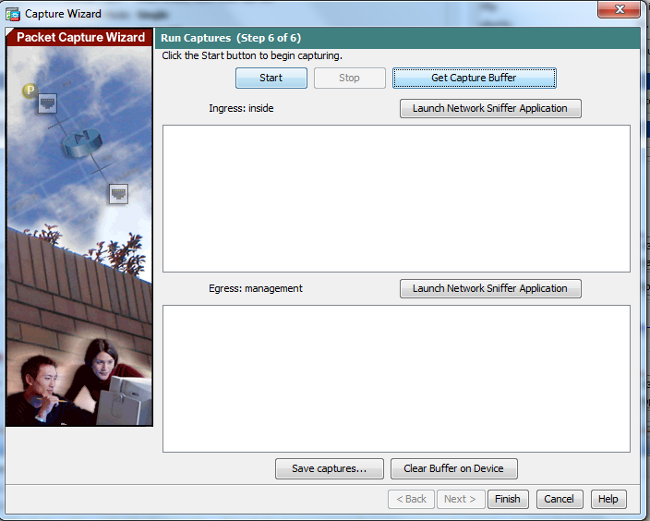 Capture Wizard
Packet Capture Wizard
Run Captures (Step 6 of 6)
Click the Start button to begin capturing.
Start Stop Get Capture Buffer
Ingress: inside Launch Network Sniffer Application
P
Egress: management Launch Network Sniffer Application
Save captures... Clear Buffer on Device
< Back Next > Finish Cancel Help